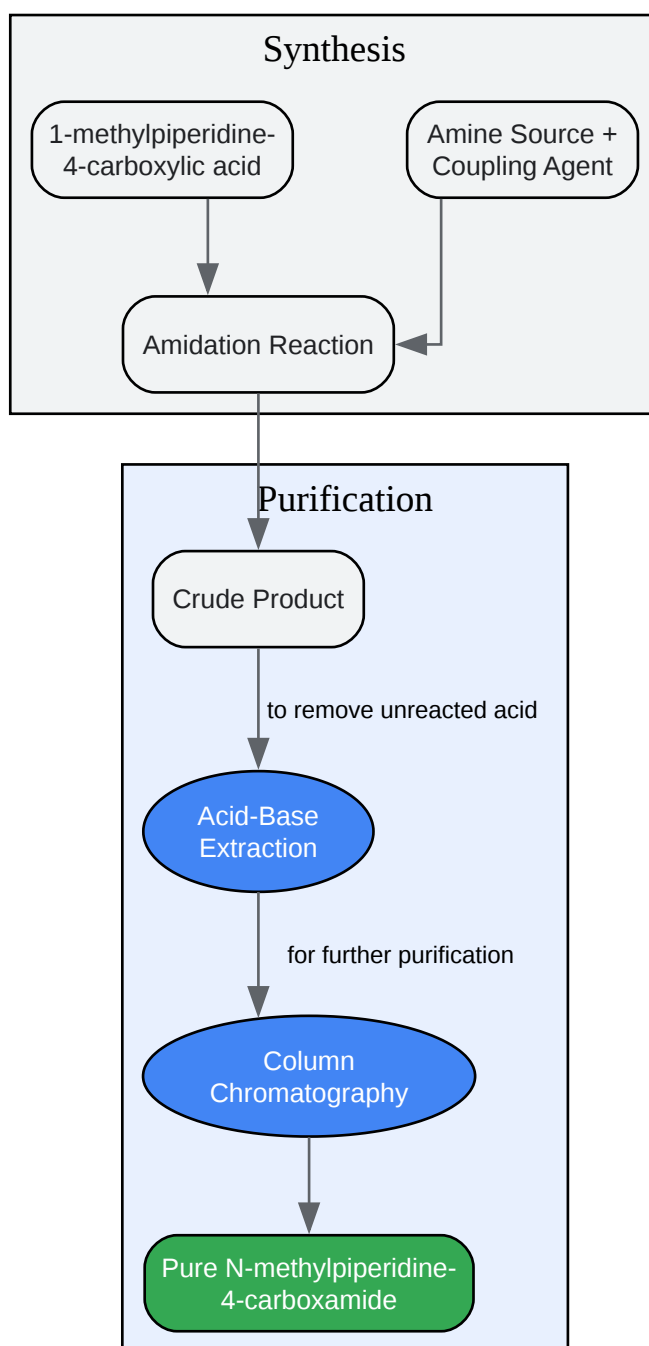 Synthesis
1-methylpiperidine-
4-carboxylic acid
Amine Source +
Coupling Agent
Amidation Reaction
Purification
Crude Product
to remove unreacted acid
Acid-Base
Extraction
for further purification
Column
Chromatography
Pure N-methylpiperidine-
4-carboxamide